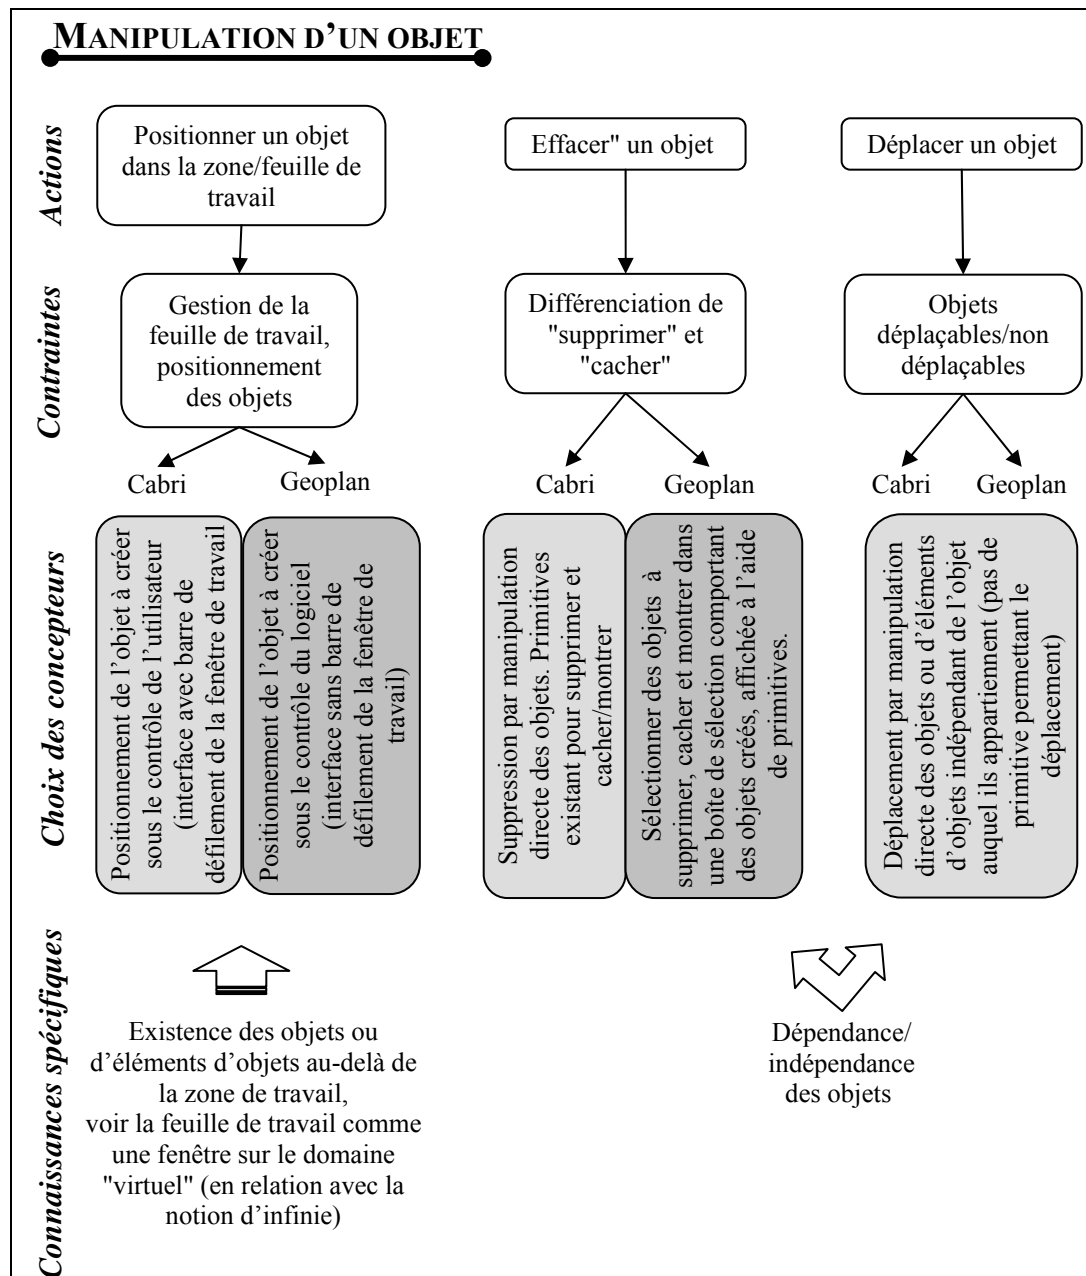 MANIPULATION D'UN OBJET
Actions
Positionner un objet
dans la zone/feuille de
travail
Effacer" un objet
Déplacer un objet
Contraintes
Gestion de la
feuille de travail,
positionnement
des objets
Différenciation de
"supprimer" et
"cacher"
Objets
déplaçables/non
déplaçables
Cabri
Geoplan
Cabri
Geoplan
Cabri
Geoplan
Choix des concepteurs
Positionnement de l'objet à créer
sous le contrôle de l'utilisateur
(interface avec barre de
défilement de la fenêtre de travail
Positionnement de l'objet à créer
sous le contrôle du logiciel
(interface sans barre de
défilement de la fenêtre de
travail)
Suppression par manipulation
directe des objets. Primitives
existant pour supprimer et
cacher/montrer
Sélectionner des objets à
supprimer, cacher et montrer dans
une boîte de sélection comportant
des objets créés, affichée à l'aide
de primitives.
Déplacement par manipulation
directe des objets ou d'éléments
d'objets indépendant de l'objet
auquel ils appartiennent (pas de
primitive permettant le
déplacement)
Connaissances spécifiques
Existence des objets ou
d'éléments d'objets au-delà de
la zone de travail,
voir la feuille de travail comme
une fenêtre sur le domaine
"virtuel" (en relation avec la
notion d'infinie)
Dépendance/
indépendance
des objets